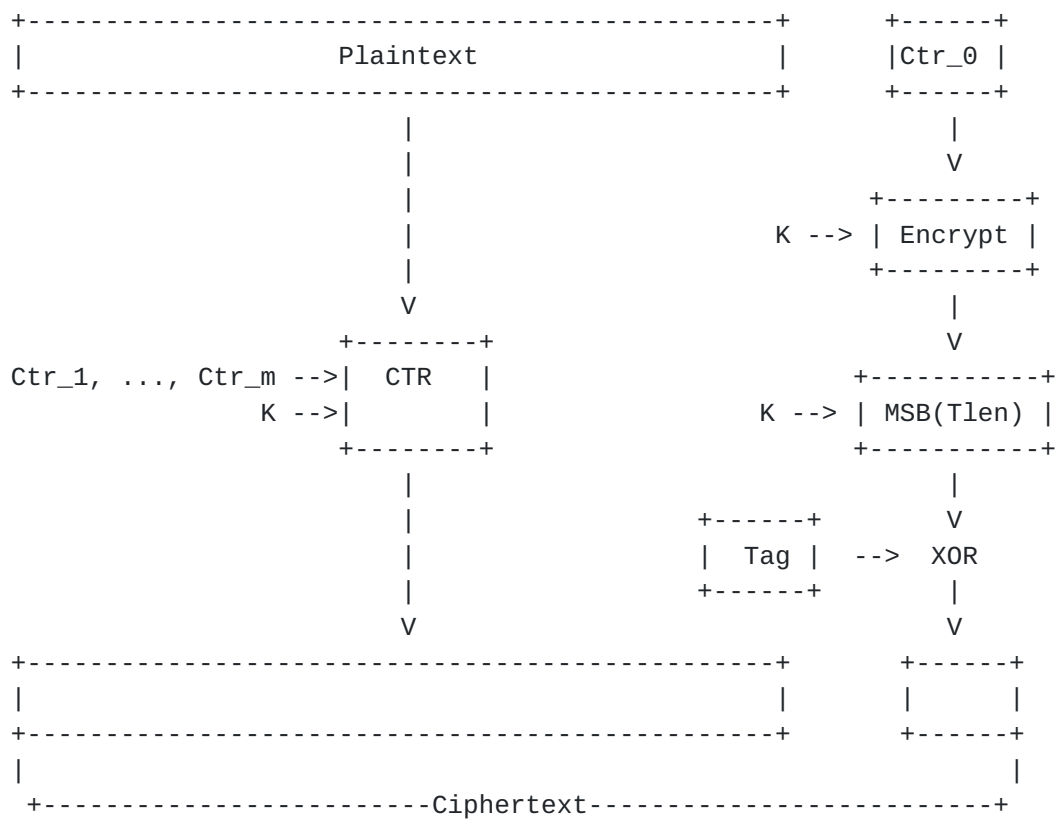 +-----------------------------------------------+      +------+
|                    Plaintext                   |      |Ctr_0 |
+-----------------------------------------------+      +------+
                         |                                  |
                         |                                  V
                         |                             +---------+
                         |                       K --> | Encrypt |
                         |                             +---------+
                         V                                  |
                     +--------+                             V
Ctr_1, ..., Ctr_m -->|  CTR   |                       +-----------+
                K -->|        |                 K --> | MSB(Tlen) |
                     +--------+                       +-----------+
                         |                                  |
                         |                  +------+        V
                         |                  |  Tag |  -->  XOR
                         |                  +------+        |
                         V                                  V
+-----------------------------------------------+       +------+
|                                                |       |      |
+-----------------------------------------------+       +------+
|                                                               |
 +-------------------------Ciphertext--------------------------+